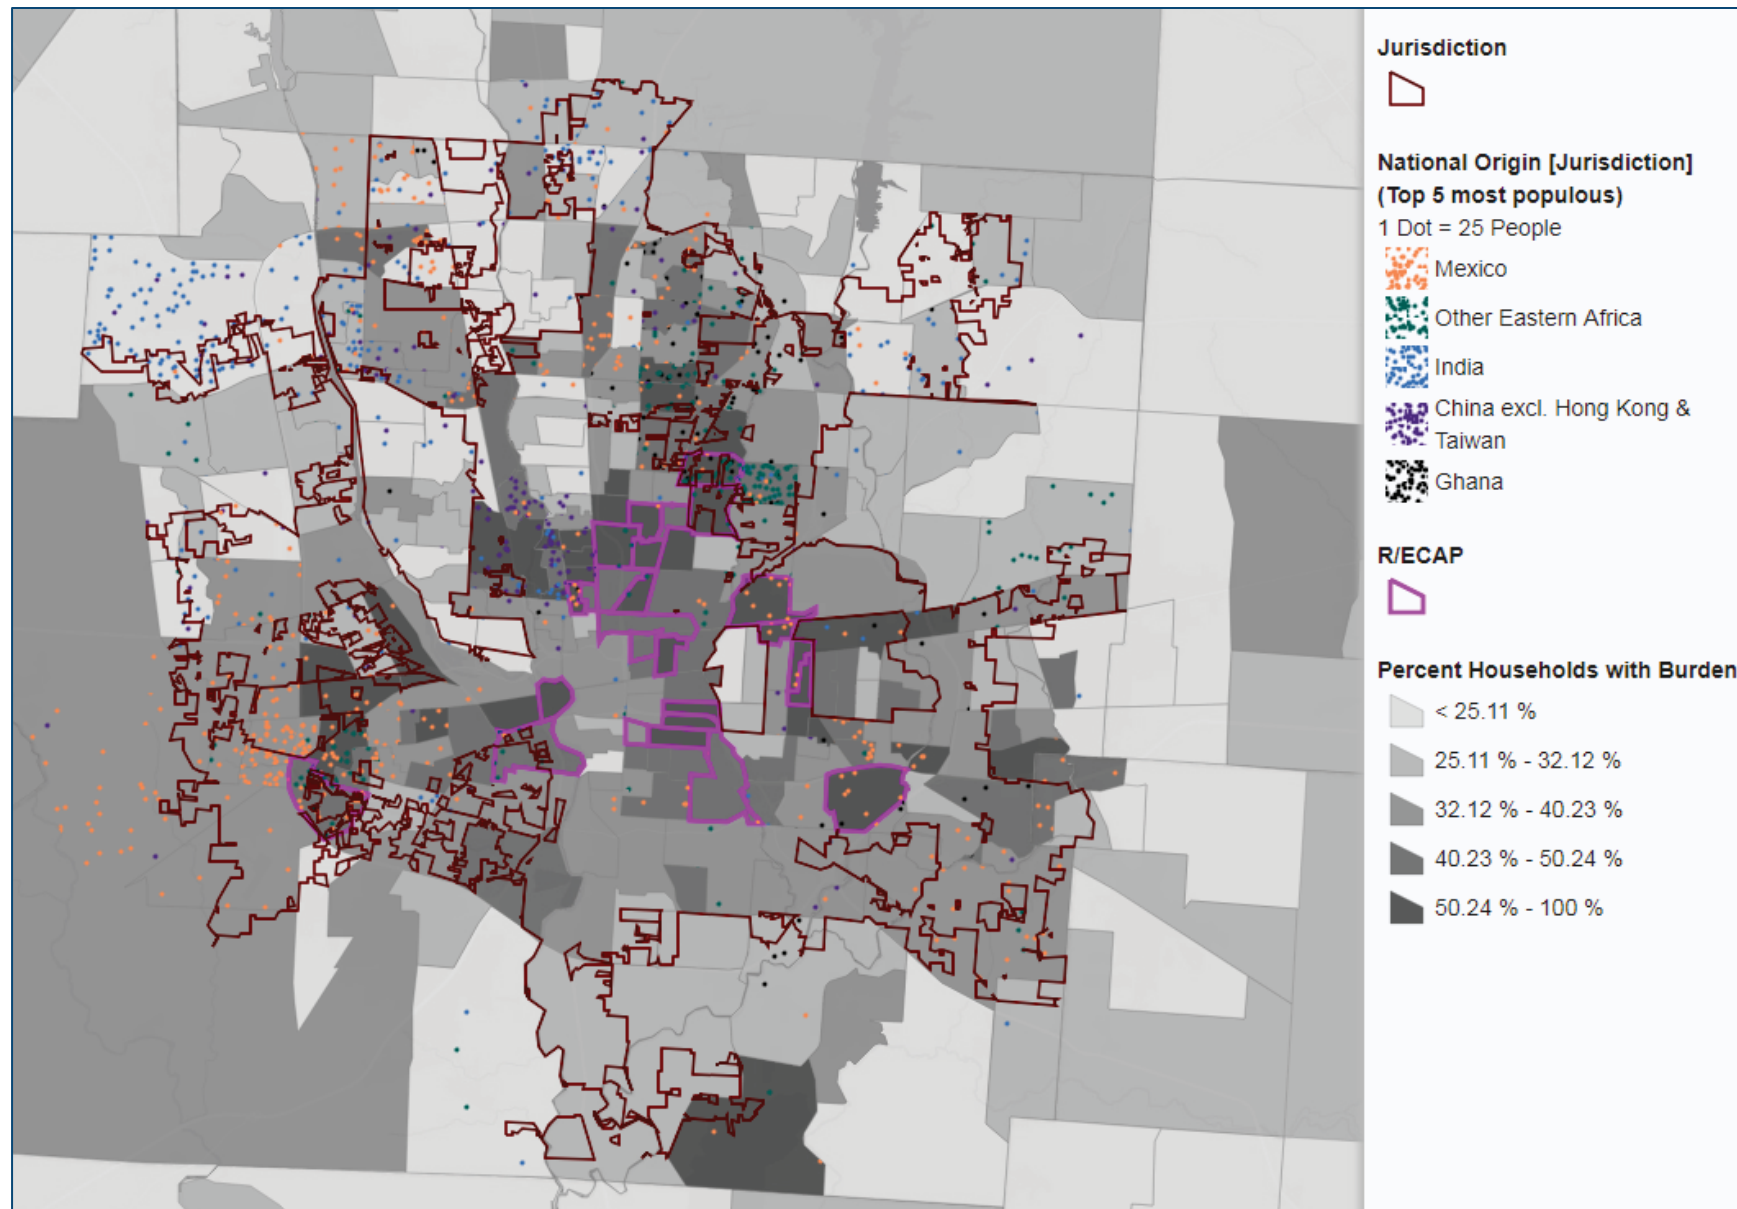 Jurisdiction
National Origin [Jurisdiction]
(Top 5 most populous)
1 Dot = 25 People
Mexico
Other Eastern Africa
India
China excl. Hong Kong &
Taiwan
Ghana
R/ECAP
Percent Households with Burden
< 25.11 %
25.11 % - 32.12 %
32.12 % - 40.23 %
40.23 % - 50.24 %
50.24 % - 100 %